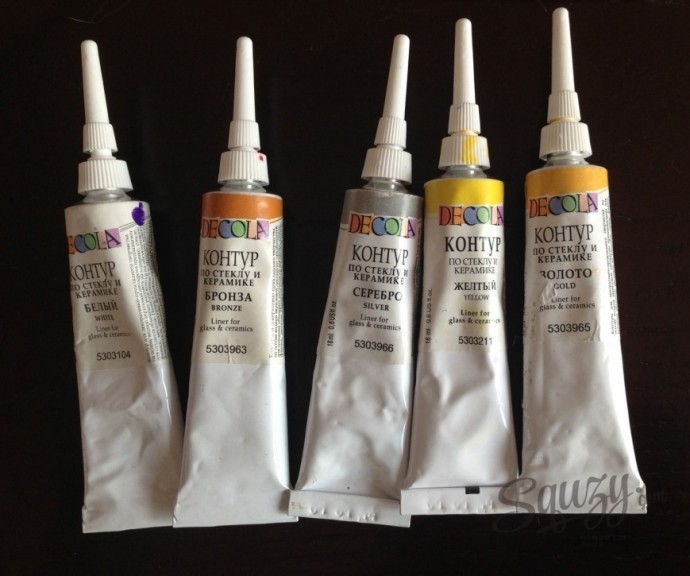 DECOLA
КОНТУР
ПО СТЕКЛУ И
КЕРАМИКЕ
БЕЛЫЙ
WHITE
Liner for
glass & ceramics
5303104
DECOLA
КОНТУР
ПО СТЕКЛУ И
КЕРАМИКЕ
БРОНЗА
BRONZE
Liner for
glass & ceramics
5303963
DECOLA
КОНТУР
ПО СТЕКЛУ И
КЕРАМИКЕ
СЕРЕБРО
SILVER
Liner for
glass & ceramics
5303966
DECOLA
КОНТУР
ПО СТЕКЛУ И
КЕРАМИКЕ
ЖЕЛТЫЙ
YELLOW
Liner for
glass & ceramics
5303211
DECOLA
КОНТУР
ПО СТЕКЛУ И
КЕРАМИКЕ
ЗОЛОТО
GOLD
Liner for
glass & ceramics
5303965
Squzy